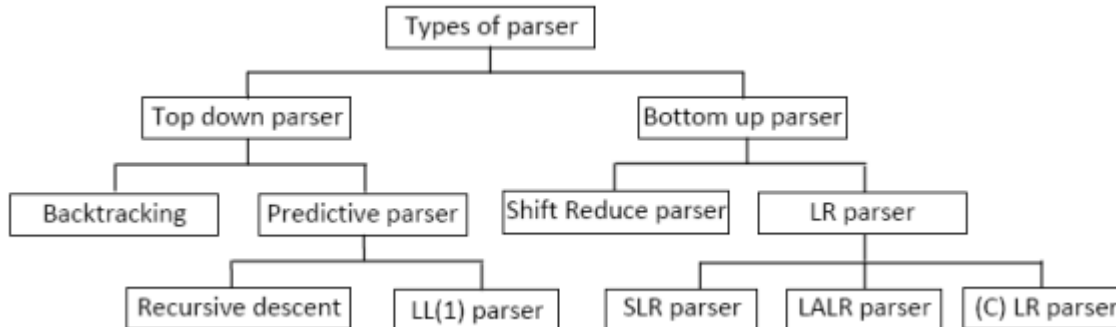 Types of parser
Top down parser
Bottom up parser
Backtracking
Predictive parser
Shift Reduce parser
LR parser
Recursive descent
LL(1) parser
SLR parser
LALR parser
(C) LR parser